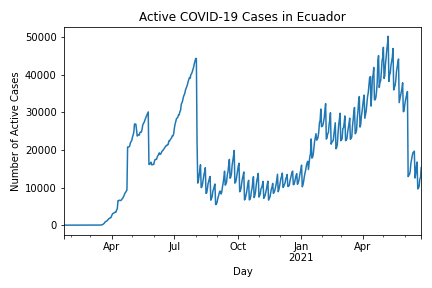 Active COVID-19 Cases in Ecuador
Number of Active Cases
50000
40000
30000
20000
10000
0
Apr
Jul
Oct
Jan
2021
Apr
Day